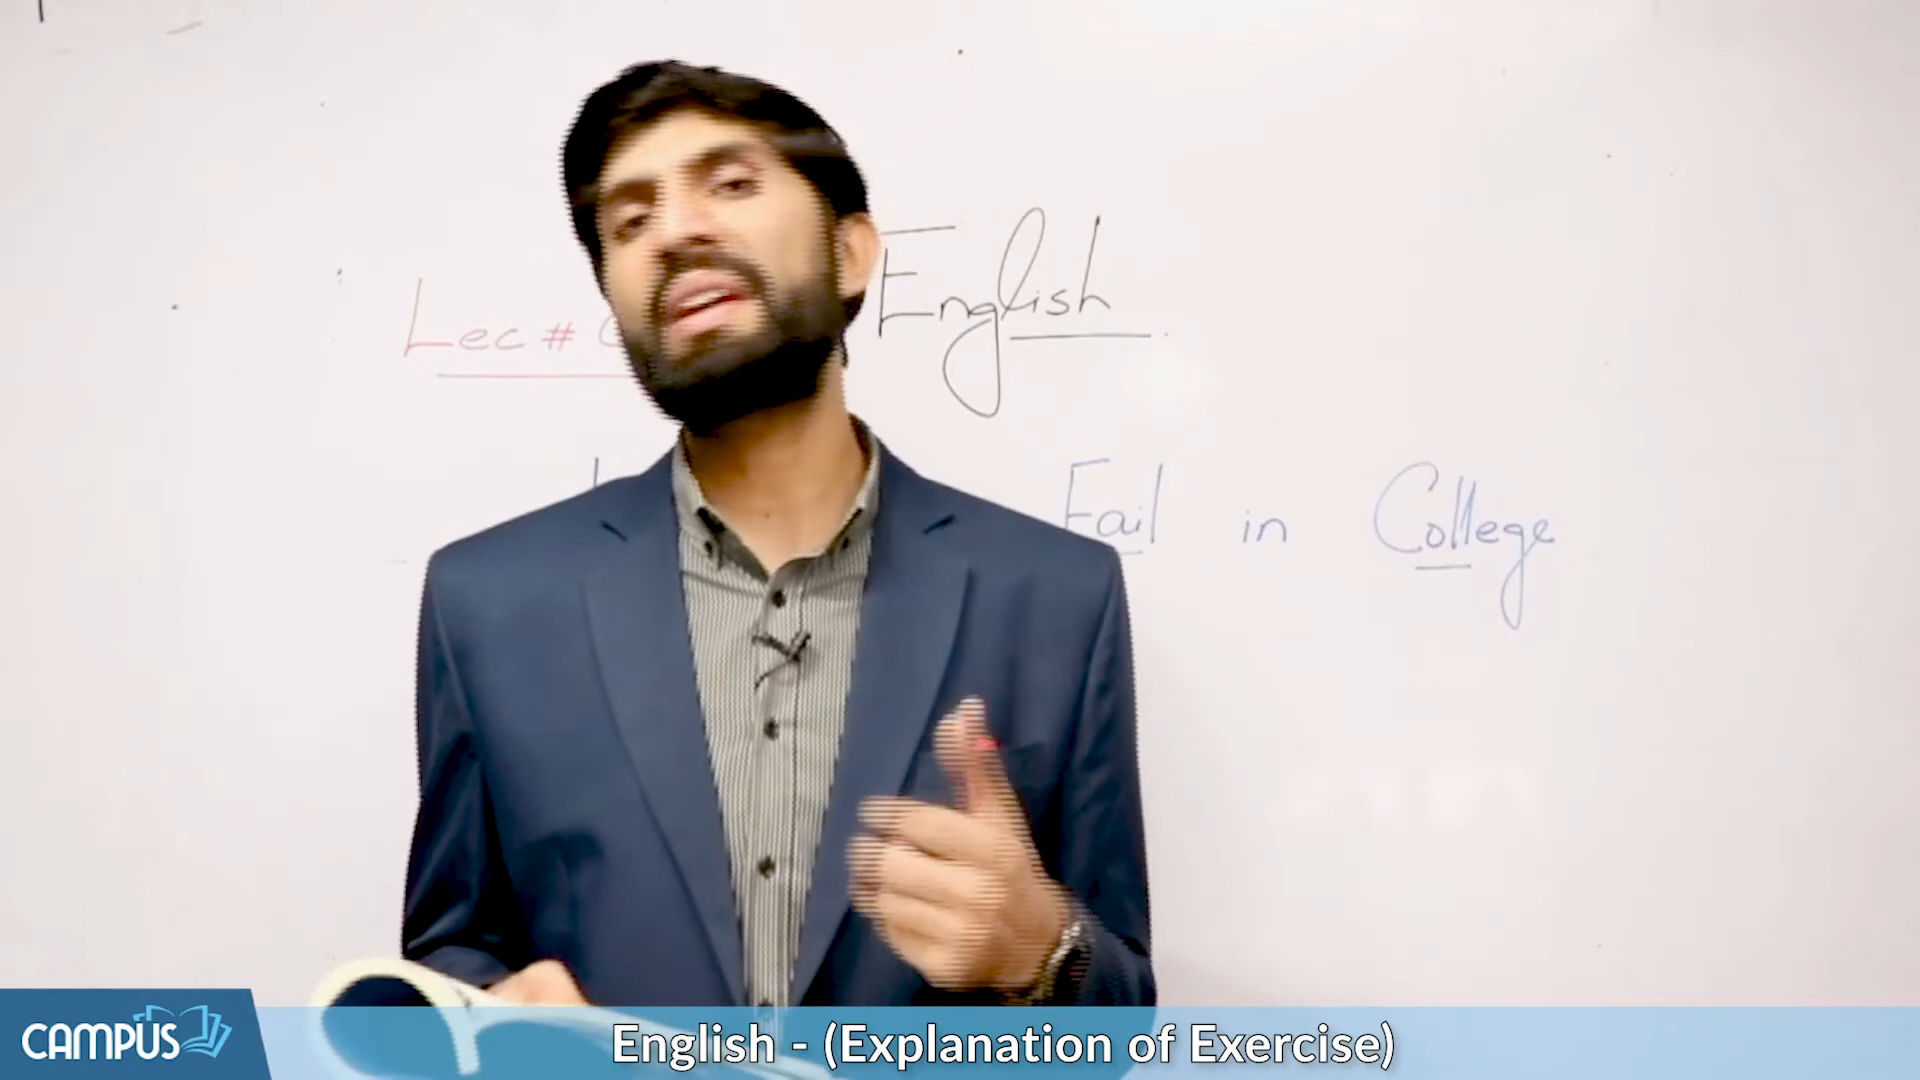 Lec #
English
Fail in College
CAMPUS
English - (Explanation of Exercise)